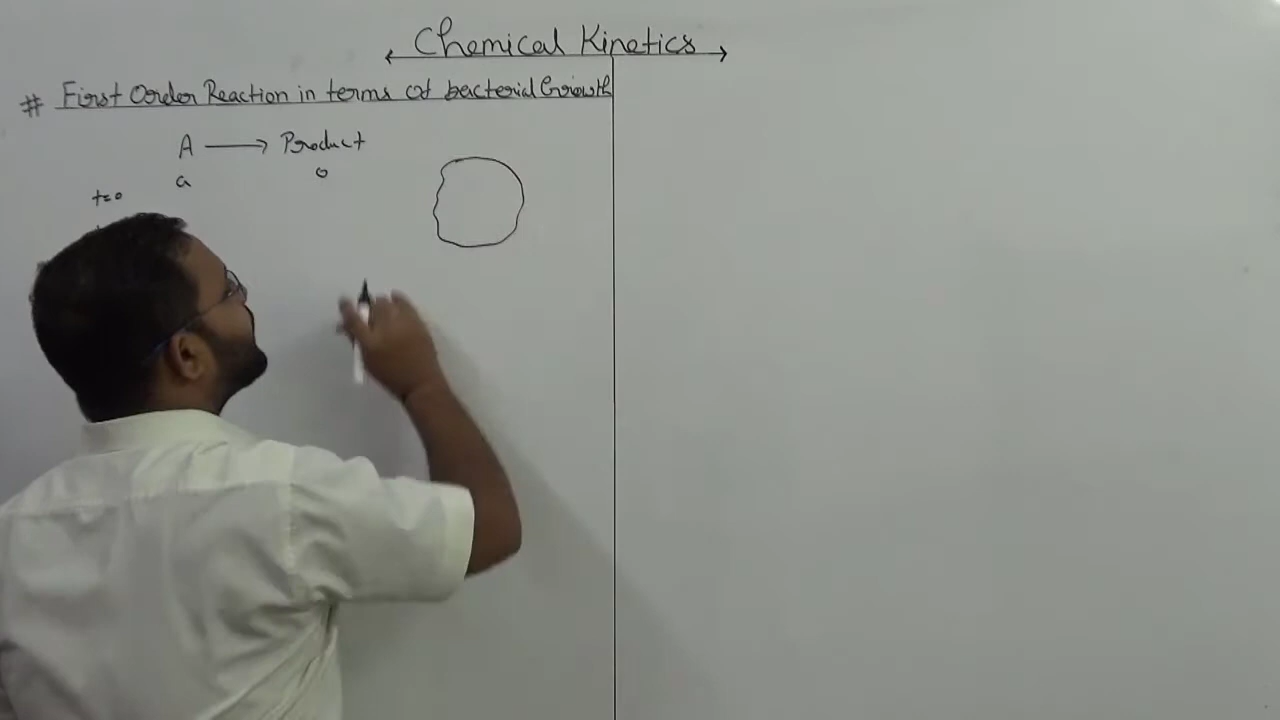 Chemical Kinetics
# First Order Reaction in terms of bacterial Growth
A ⟶ Product
a 0
t=0